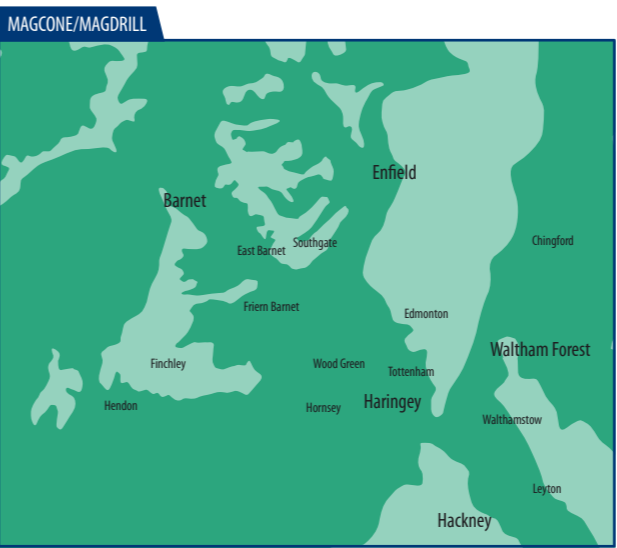 MAGCONE/MAGDRILL
Enfield
Barnet
Chingford
Southgate
East Barnet
Friern Barnet
Edmonton
Waltham Forest
Finchley
Wood Green
Tottenham
Haringey
Hendon
Hornsey
Walthamstow
Leyton
Hackney